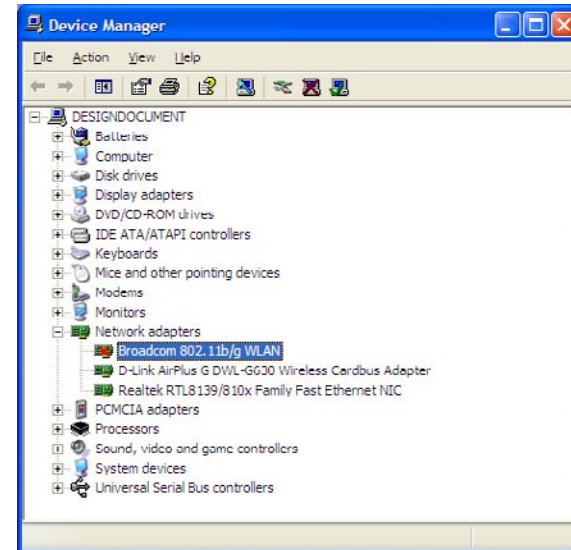 Device Manager
File Action View Help
DESIGNDOCUMENT
Batteries
Computer
Disk drives
Display adapters
DVD/CD-ROM drives
IDE ATA/ATAPI controllers
Keyboards
Mice and other pointing devices
Modems
Monitors
Network adapters
Broadcom 802.11b/g WLAN
D-Link AirPlus G DWL-G630 Wireless Cardbus Adapter
Realtek RTL8139/810x Family Fast Ethernet NIC
PCMCIA adapters
Processors
Sound, video and game controllers
System devices
Universal Serial Bus controllers